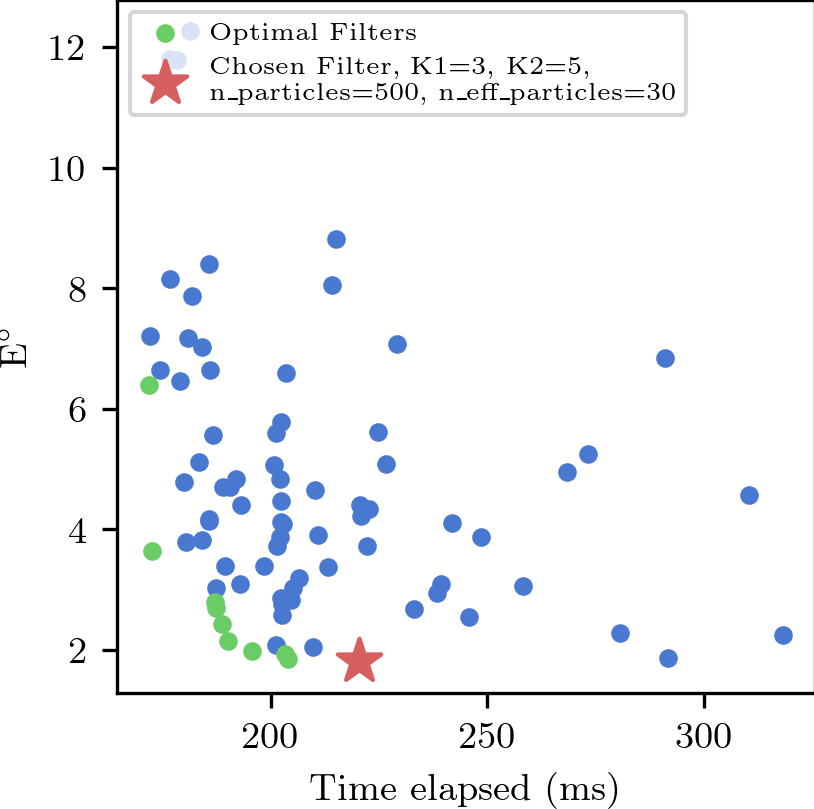 Optimal Filters
Chosen Filter, K1=3, K2=5,
n_particles=500, n_eff_particles=30
12
10
8
6
4
2
E°
200
250
300
Time elapsed (ms)